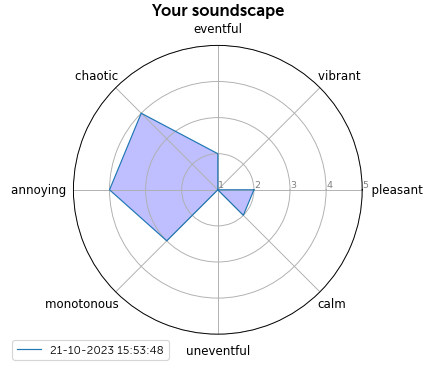 Your soundscape
eventful
chaotic
vibrant
annoying
1 2 3 4 5
pleasant
monotonous
calm
21-10-2023 15:53:48
uneventful